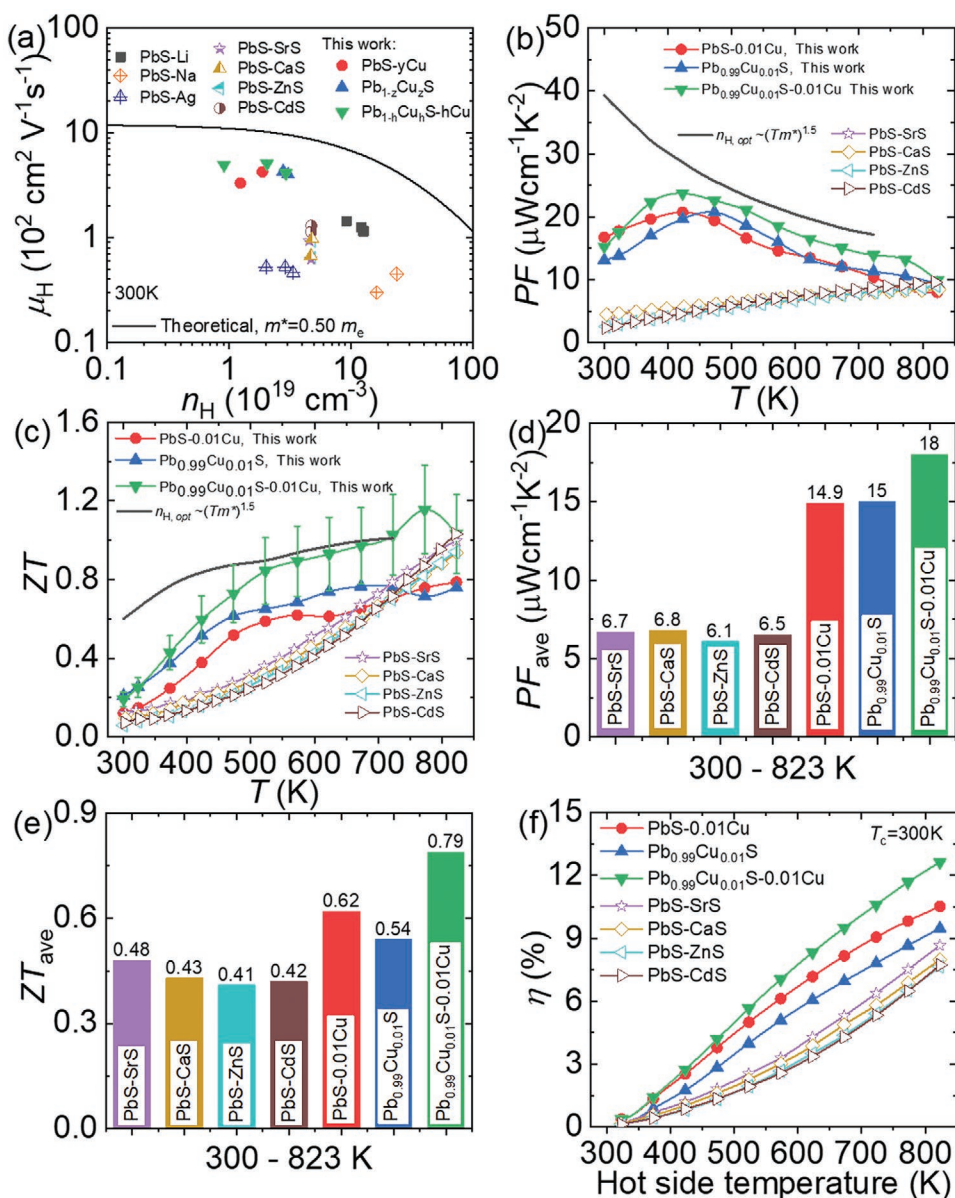 (a)
μH (10² cm² V⁻¹s⁻¹)
100
10
1
0.1
PbS-Li
PbS-Na
PbS-Ag
PbS-SrS
PbS-CaS
PbS-ZnS
PbS-CdS
This work:
PbS-yCu
Pb1-zCuzS
Pb1-hCuhS-hCu
300K
Theoretical, m*=0.50 me
0.1 1 10 100
nH (10¹⁹ cm⁻³)
(b)
PF (μWcm⁻¹K⁻²)
50
40
30
20
10
0
PbS-0.01Cu, This work
Pb0.99Cu0.01S, This work
Pb0.99Cu0.01S-0.01Cu This work
nH, opt ~(Tm*)1.5
PbS-SrS
PbS-CaS
PbS-ZnS
PbS-CdS
300 400 500 600 700 800
T (K)
(c)
ZT
2.0
1.6
1.2
0.8
0.4
0.0
PbS-0.01Cu, This work
Pb0.99Cu0.01S, This work
Pb0.99Cu0.01S-0.01Cu, This work
nH, opt ~(Tm*)1.5
PbS-SrS
PbS-CaS
PbS-ZnS
PbS-CdS
300 400 500 600 700 800
T (K)
(d)
PFave (μWcm⁻¹K⁻²)
20
15
10
5
0
6.7
6.8
6.1
6.5
14.9
15
18
PbS-SrS
PbS-CaS
PbS-ZnS
PbS-CdS
PbS-0.01Cu
Pb0.99Cu0.01S
Pb0.99Cu0.01S-0.01Cu
300 - 823 K
(e)
ZTave
0.9
0.6
0.3
0.0
0.48
0.43
0.41
0.42
0.62
0.54
0.79
PbS-SrS
PbS-CaS
PbS-ZnS
PbS-CdS
PbS-0.01Cu
Pb0.99Cu0.01S
Pb0.99Cu0.01S-0.01Cu
300 - 823 K
(f)
η (%)
15
12
9
6
3
0
PbS-0.01Cu
Pb0.99Cu0.01S
Pb0.99Cu0.01S-0.01Cu
PbS-SrS
PbS-CaS
PbS-ZnS
PbS-CdS
Tc=300K
300 400 500 600 700 800
Hot side temperature (K)